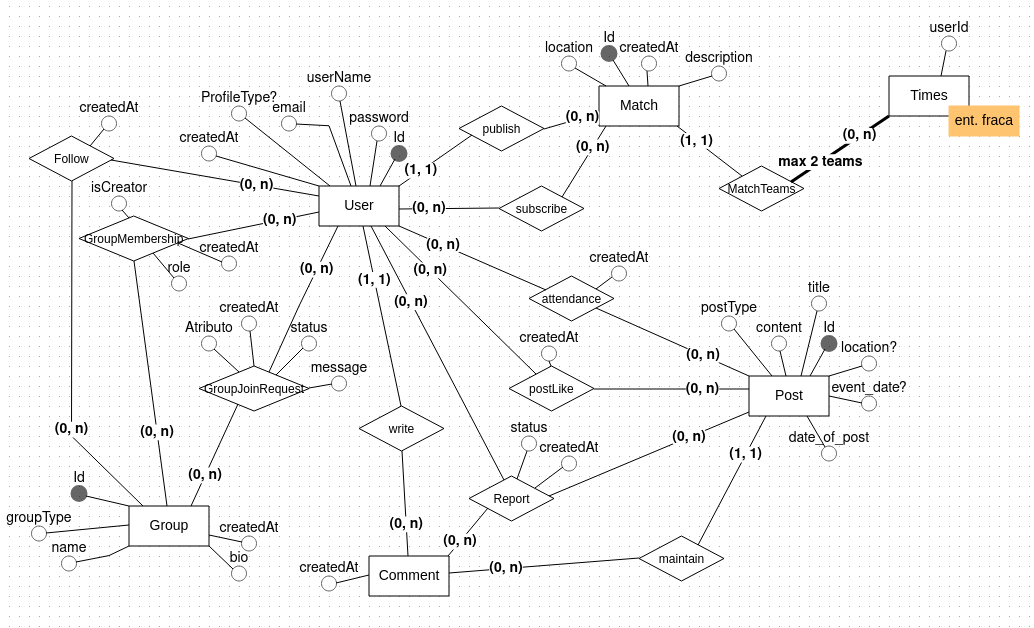 userId
Id
location
createdAt
description
Match
Times
ent. fraca
(0, n)
(0, n)
(1, 1)
(0, n)
max 2 teams
MatchTeams
userName
ProfileType?
email
createdAt
password
Id
createdAt
publish
(1, 1)
Follow
(0, n)
isCreator
User
(0, n)
subscribe
(0, n)
GroupMembership
createdAt
role
(0, n)
(0, n)
(1, 1)
(0, n)
(0, n)
createdAt
attendance
createdAt
Atributo
status
message
GroupJoinRequest
createdAt
postLike
(0, n)
(0, n)
title
postType
content
Id
location?
event_date?
Post
date_of_post
(0, n)
(1, 1)
write
status
createdAt
Report
(0, n)
(0, n)
(0, n)
Id
groupType
name
Group
createdAt
bio
(0, n)
(0, n)
createdAt
Comment
(0, n)
maintain